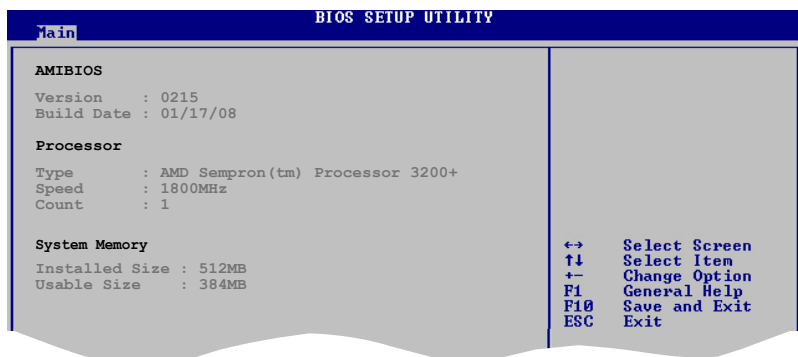 BIOS SETUP UTILITY
Main
AMIBIOS
Version : 0215
Build Date : 01/17/08
Processor
Type : AMD Sempron(tm) Processor 3200+
Speed : 1800MHz
Count : 1
System Memory
Installed Size : 512MB
Usable Size : 384MB
←→ Select Screen
↑↓ Select Item
+- Change Option
F1 General Help
F10 Save and Exit
ESC Exit